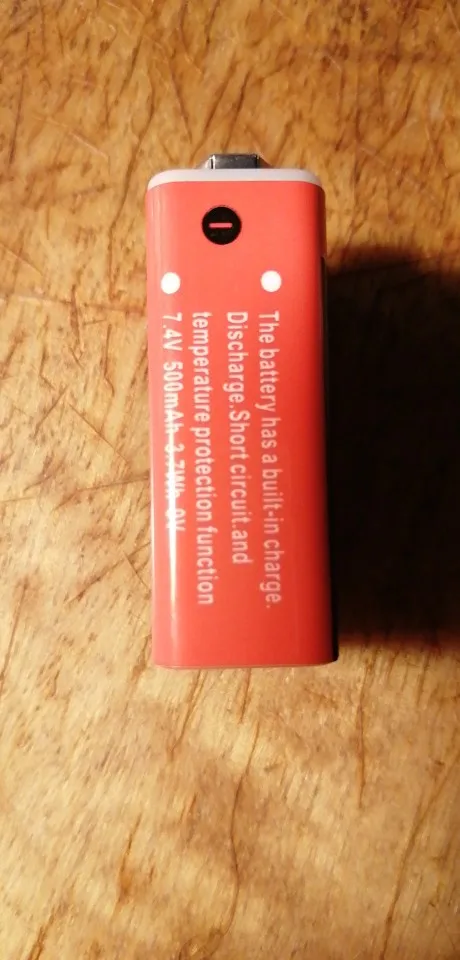 The battery has a built-in charge.
Discharge.Short circuit.and
temperature protection function
7.4V 500mAh 3.7Wh 9V